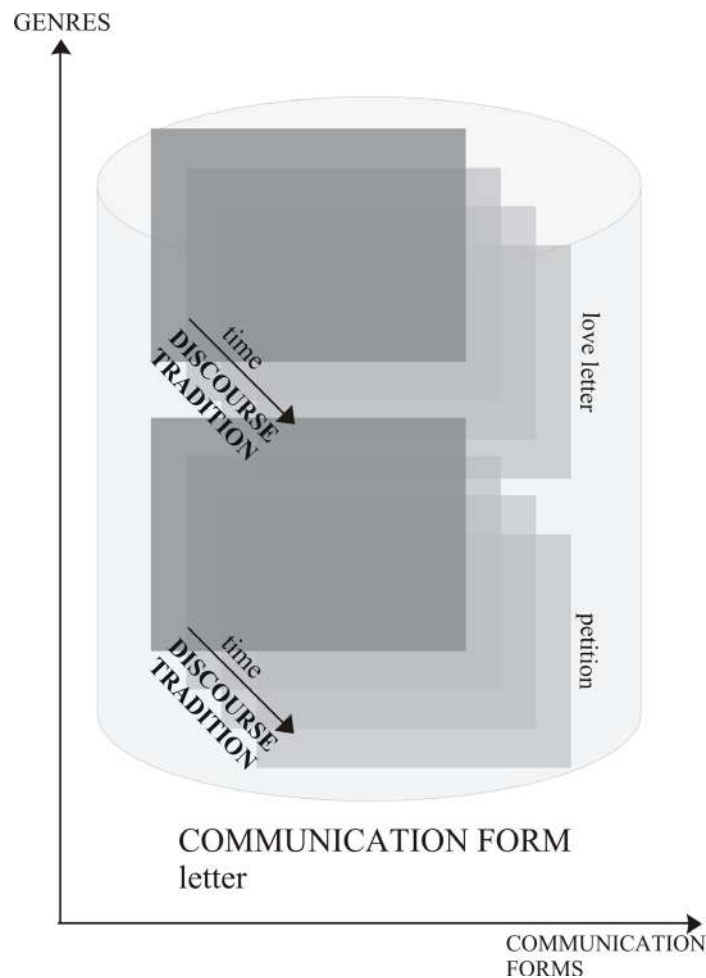 GENRES
love letter
time
DISCOURSE
TRADITION
petition
time
DISCOURSE
TRADITION
COMMUNICATION FORM
letter
COMMUNICATION
FORMS